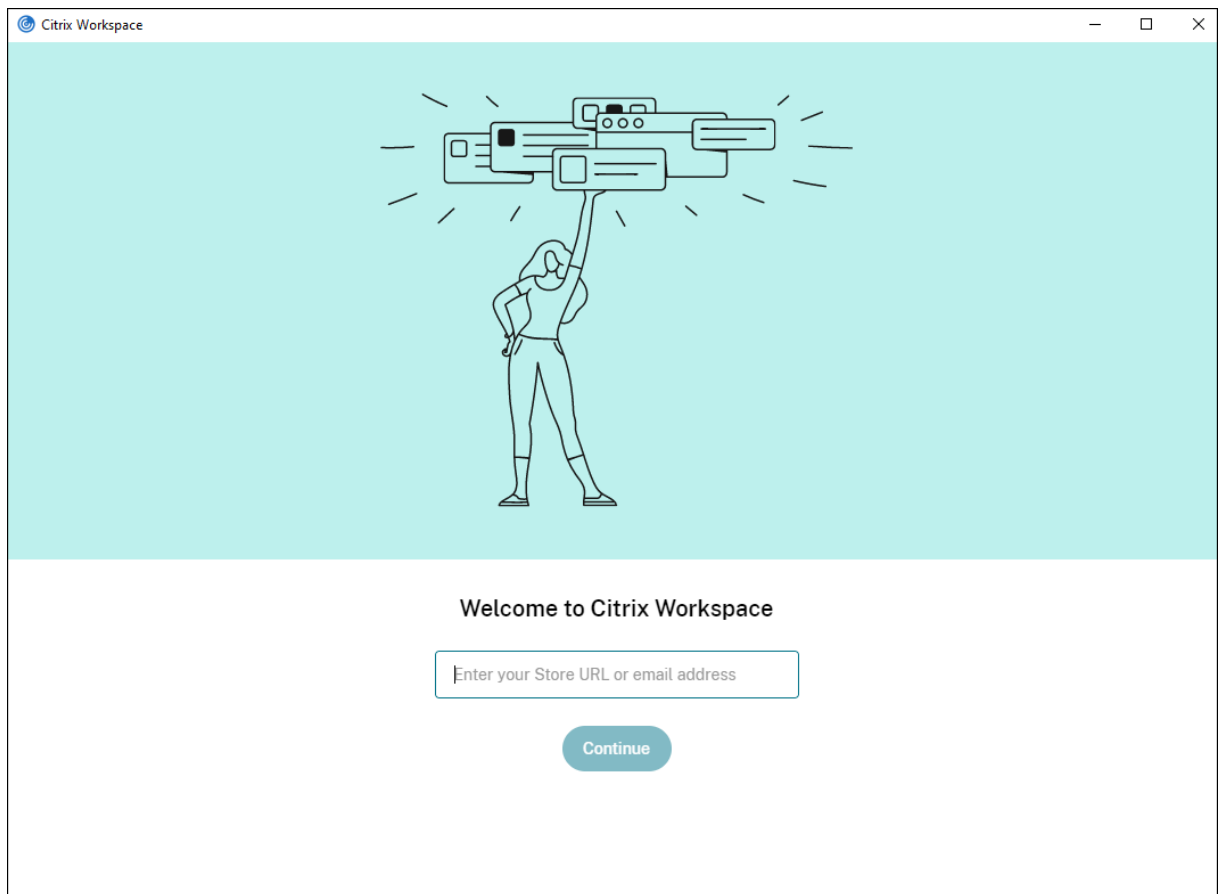 Citrix Workspace
Welcome to Citrix Workspace
Enter your Store URL or email address
Continue